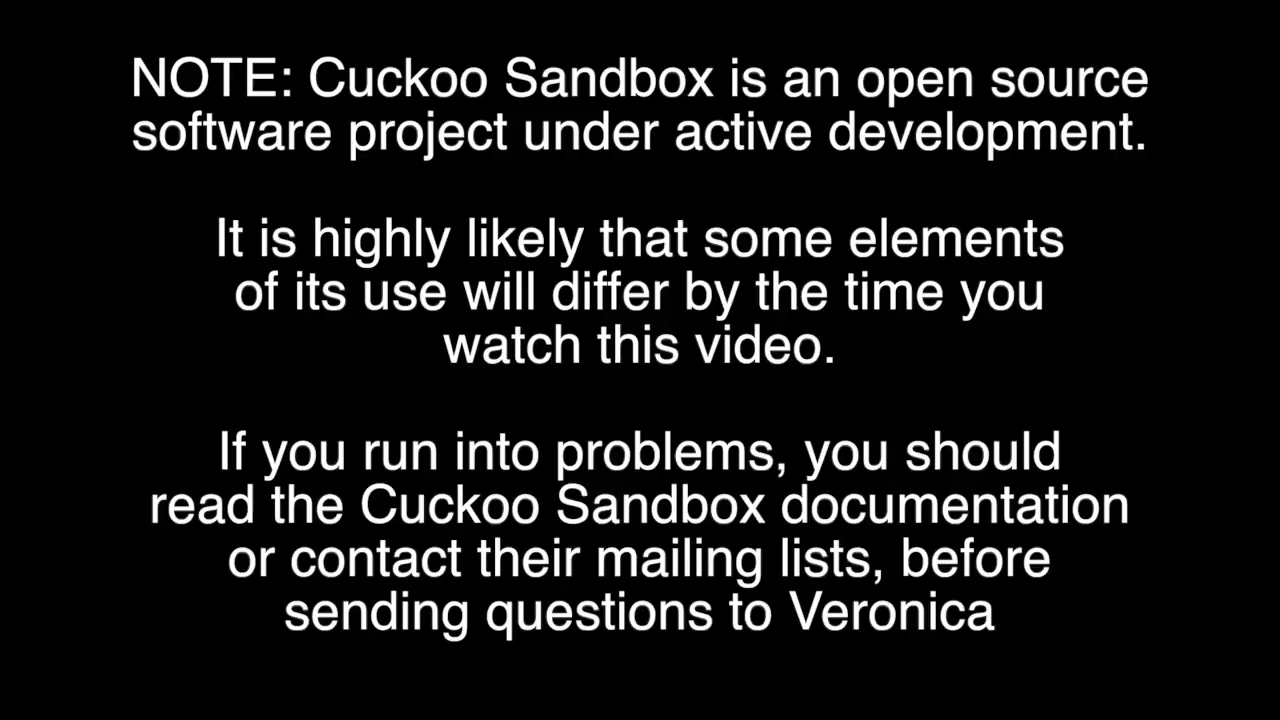 NOTE: Cuckoo Sandbox is an open source
software project under active development.
It is highly likely that some elements
of its use will differ by the time you
watch this video.
If you run into problems, you should
read the Cuckoo Sandbox documentation
or contact their mailing lists, before
sending questions to Veronica